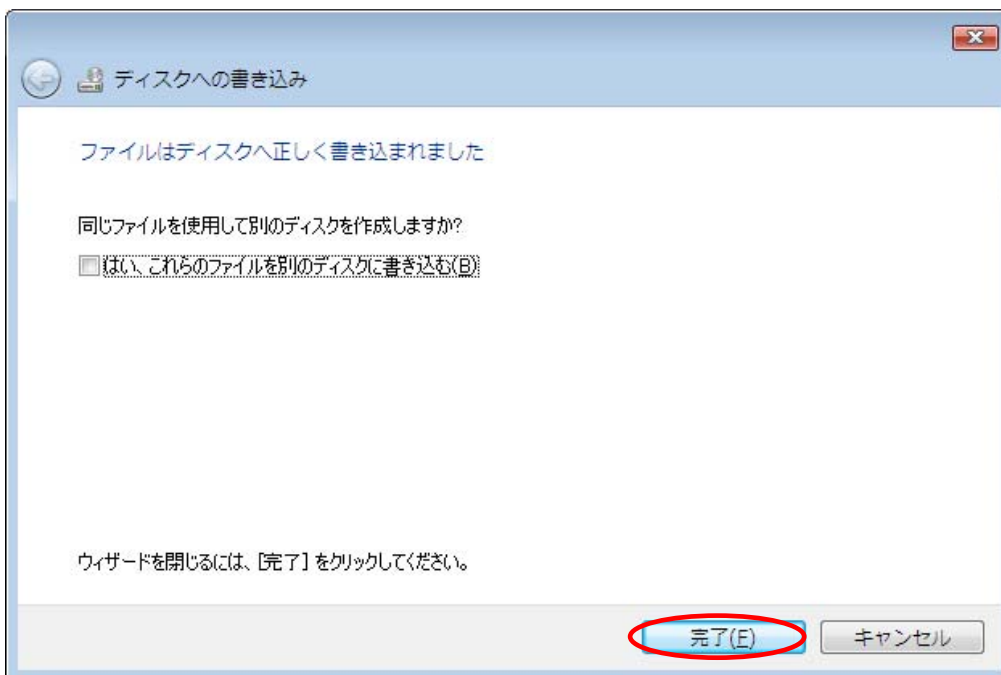 ディスクへの書き込み
ファイルはディスクへ正しく書き込まれました
同じファイルを使用して別のディスクを作成しますか?
はい、これらのファイルを別のディスクに書き込む(B)
ウィザードを閉じるには、[完了] をクリックしてください。
完了(F) キャンセル